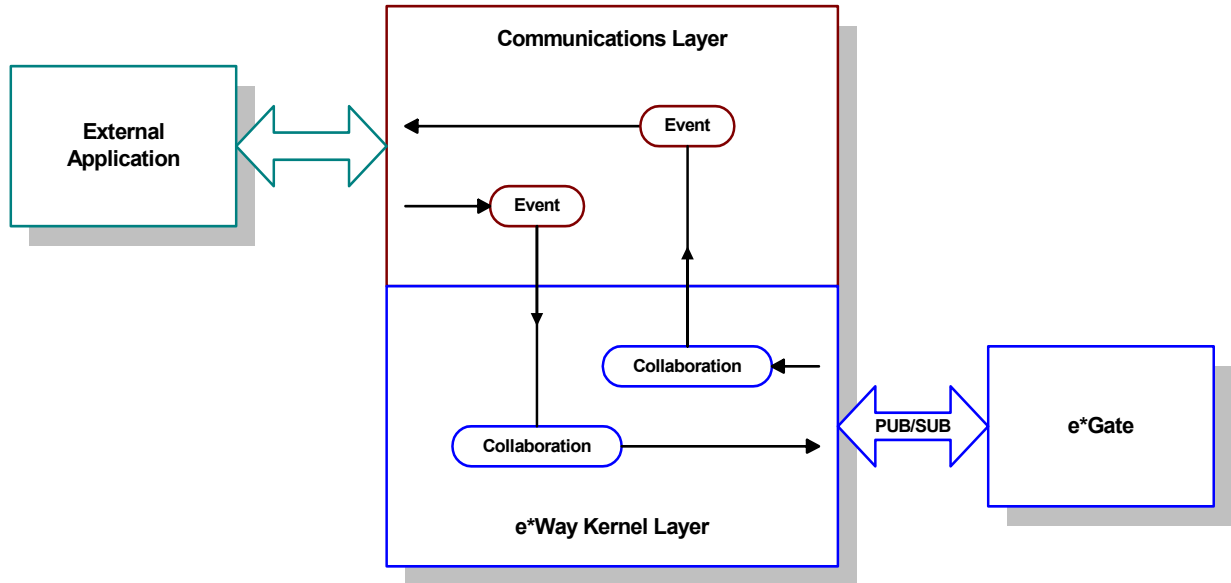 Communications Layer
External
Application
Event
Event
Collaboration
PUB/SUB
e*Gate
Collaboration
e*Way Kernel Layer